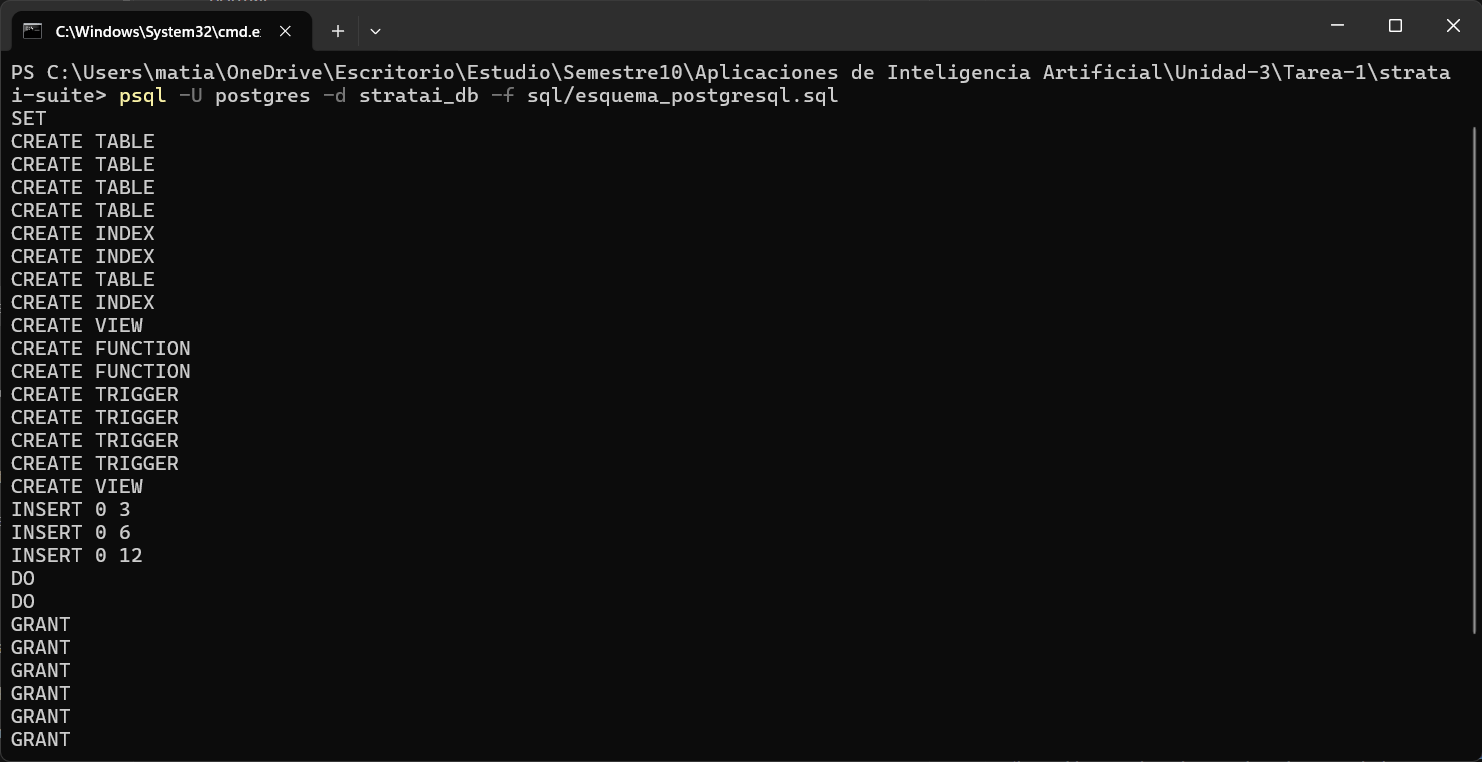 C:\Windows\System32\cmd.e
PS C:\Users\matia\OneDrive\Escritorio\Estudio\Semestre10\Aplicaciones de Inteligencia Artificial\Unidad-3\Tarea-1\strata
i-suite> psql -U postgres -d stratai_db -f sql/esquema_postgresql.sql
SET
CREATE TABLE
CREATE TABLE
CREATE TABLE
CREATE TABLE
CREATE INDEX
CREATE INDEX
CREATE TABLE
CREATE INDEX
CREATE VIEW
CREATE FUNCTION
CREATE FUNCTION
CREATE TRIGGER
CREATE TRIGGER
CREATE TRIGGER
CREATE TRIGGER
CREATE VIEW
INSERT 0 3
INSERT 0 6
INSERT 0 12
DO
DO
GRANT
GRANT
GRANT
GRANT
GRANT
GRANT